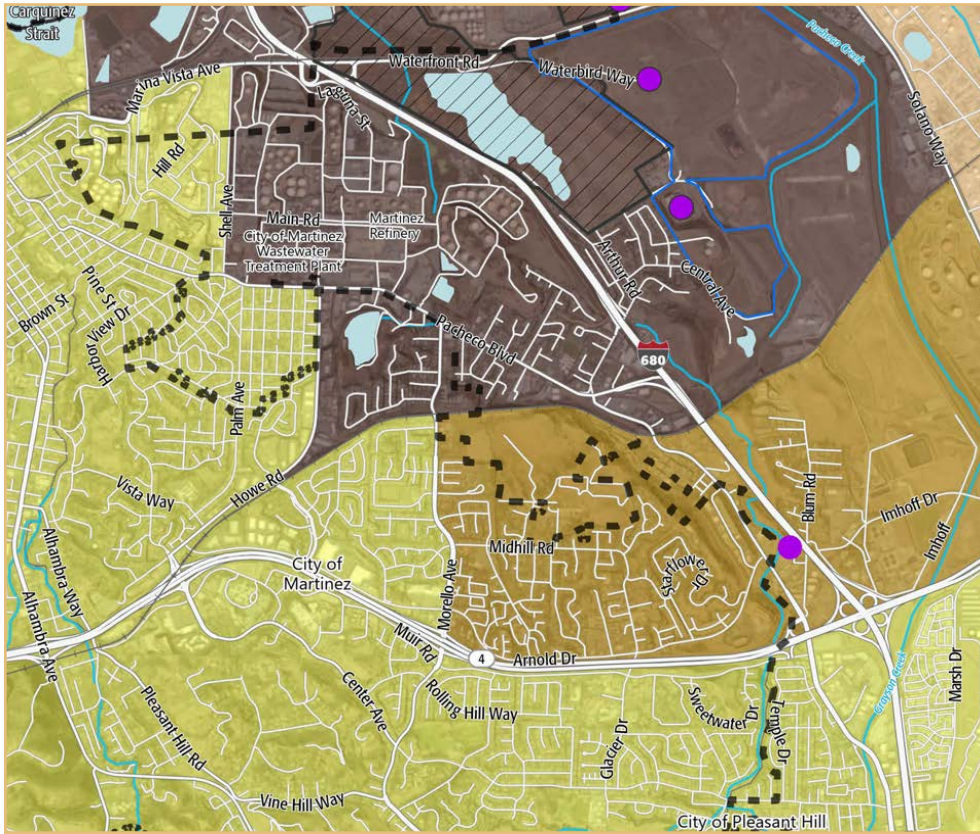 Carquinez
Strait
Marina Vista Ave
Waterfront Rd
Waterbird Way
Pacheco Creek
Solano Way
Laguna St
Hill Rd
Shell Ave
Main Rd
City of Martinez
Wastewater
Treatment Plant
Martinez
Refinery
Arthur Rd
Central Ave
Pine St
Brown St
Harbor View Dr
Pacheco Blvd
680
Palm Ave
Vista Way
Howe Rd
Blum Rd
Imhoff Dr
Imhoff
Midhill Rd
Starflower Dr
Alhambra Way
Alhambra Ave
City of
Martinez
Morello Ave
Muir Rd
4
Arnold Dr
Pleasant Hill Rd
Center Ave
Rolling Hill Way
Glacier Dr
Sweetwater Dr
Temple Dr
Grayson Creek
Marsh Dr
Vine Hill Way
City of Pleasant Hill